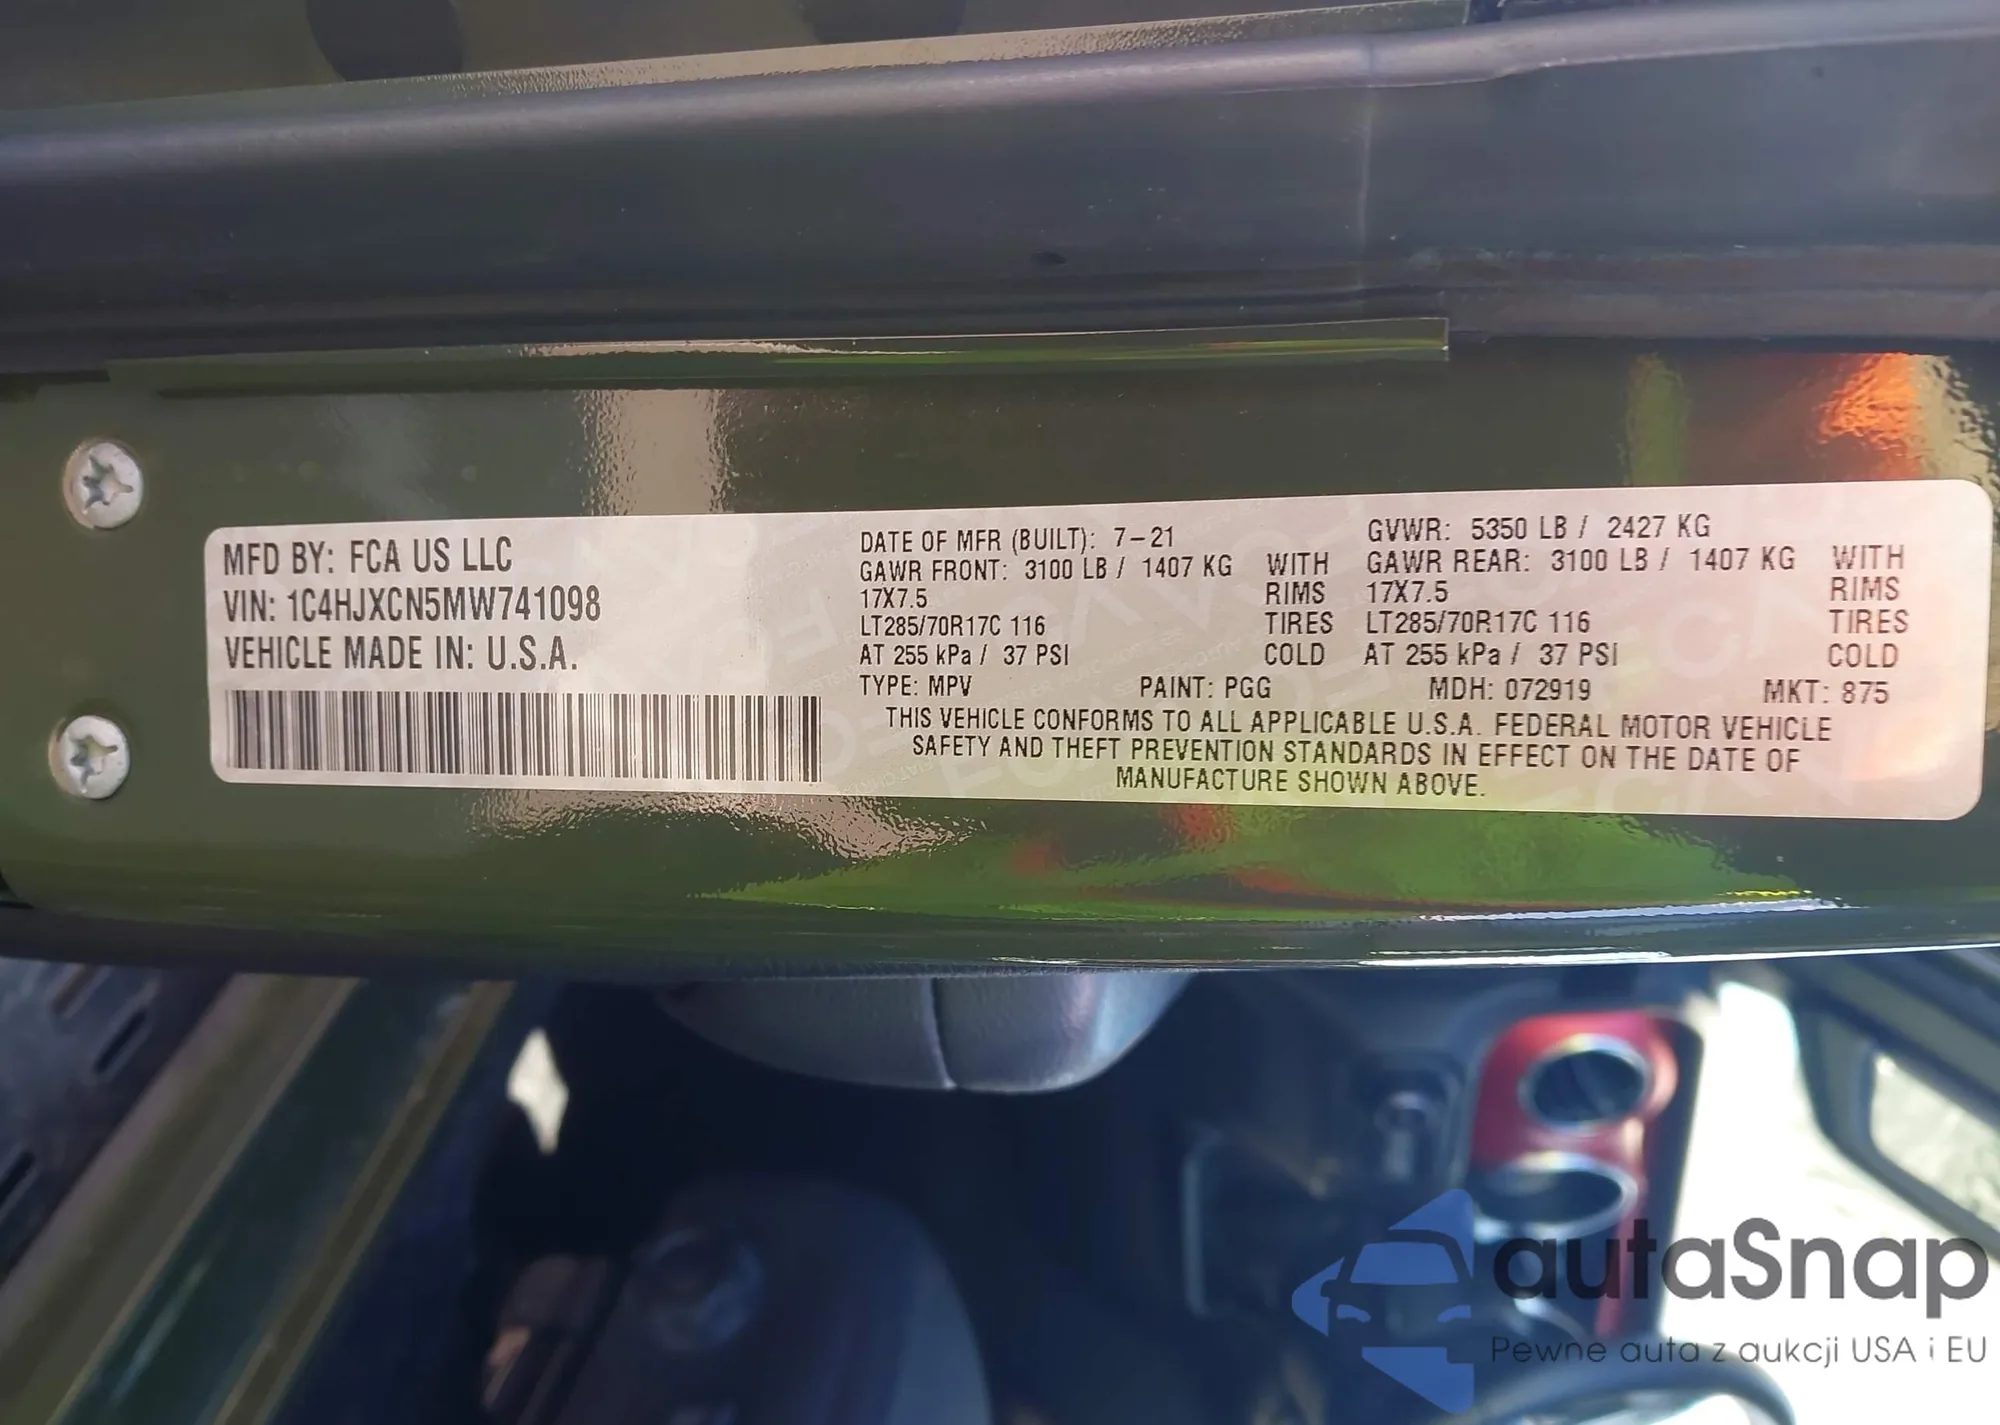 MFD BY: FCA US LLC
VIN: 1C4HJXCN5MW741098
VEHICLE MADE IN: U.S.A.
DATE OF MFR (BUILT): 7-21 GVWR: 5350 LB / 2427 KG
GAWR FRONT: 3100 LB / 1407 KG WITH GAWR REAR: 3100 LB / 1407 KG WITH
17X7.5 RIMS 17X7.5 RIMS
LT285/70R17C 116 TIRES LT285/70R17C 116 TIRES
AT 255 kPa / 37 PSI COLD AT 255 kPa / 37 PSI COLD
TYPE: MPV PAINT: PGG MDH: 072919 MKT: 875
THIS VEHICLE CONFORMS TO ALL APPLICABLE U.S.A. FEDERAL MOTOR VEHICLE
SAFETY AND THEFT PREVENTION STANDARDS IN EFFECT ON THE DATE OF
MANUFACTURE SHOWN ABOVE.
autaSnap
Pewne auta z aukcji USA i EU